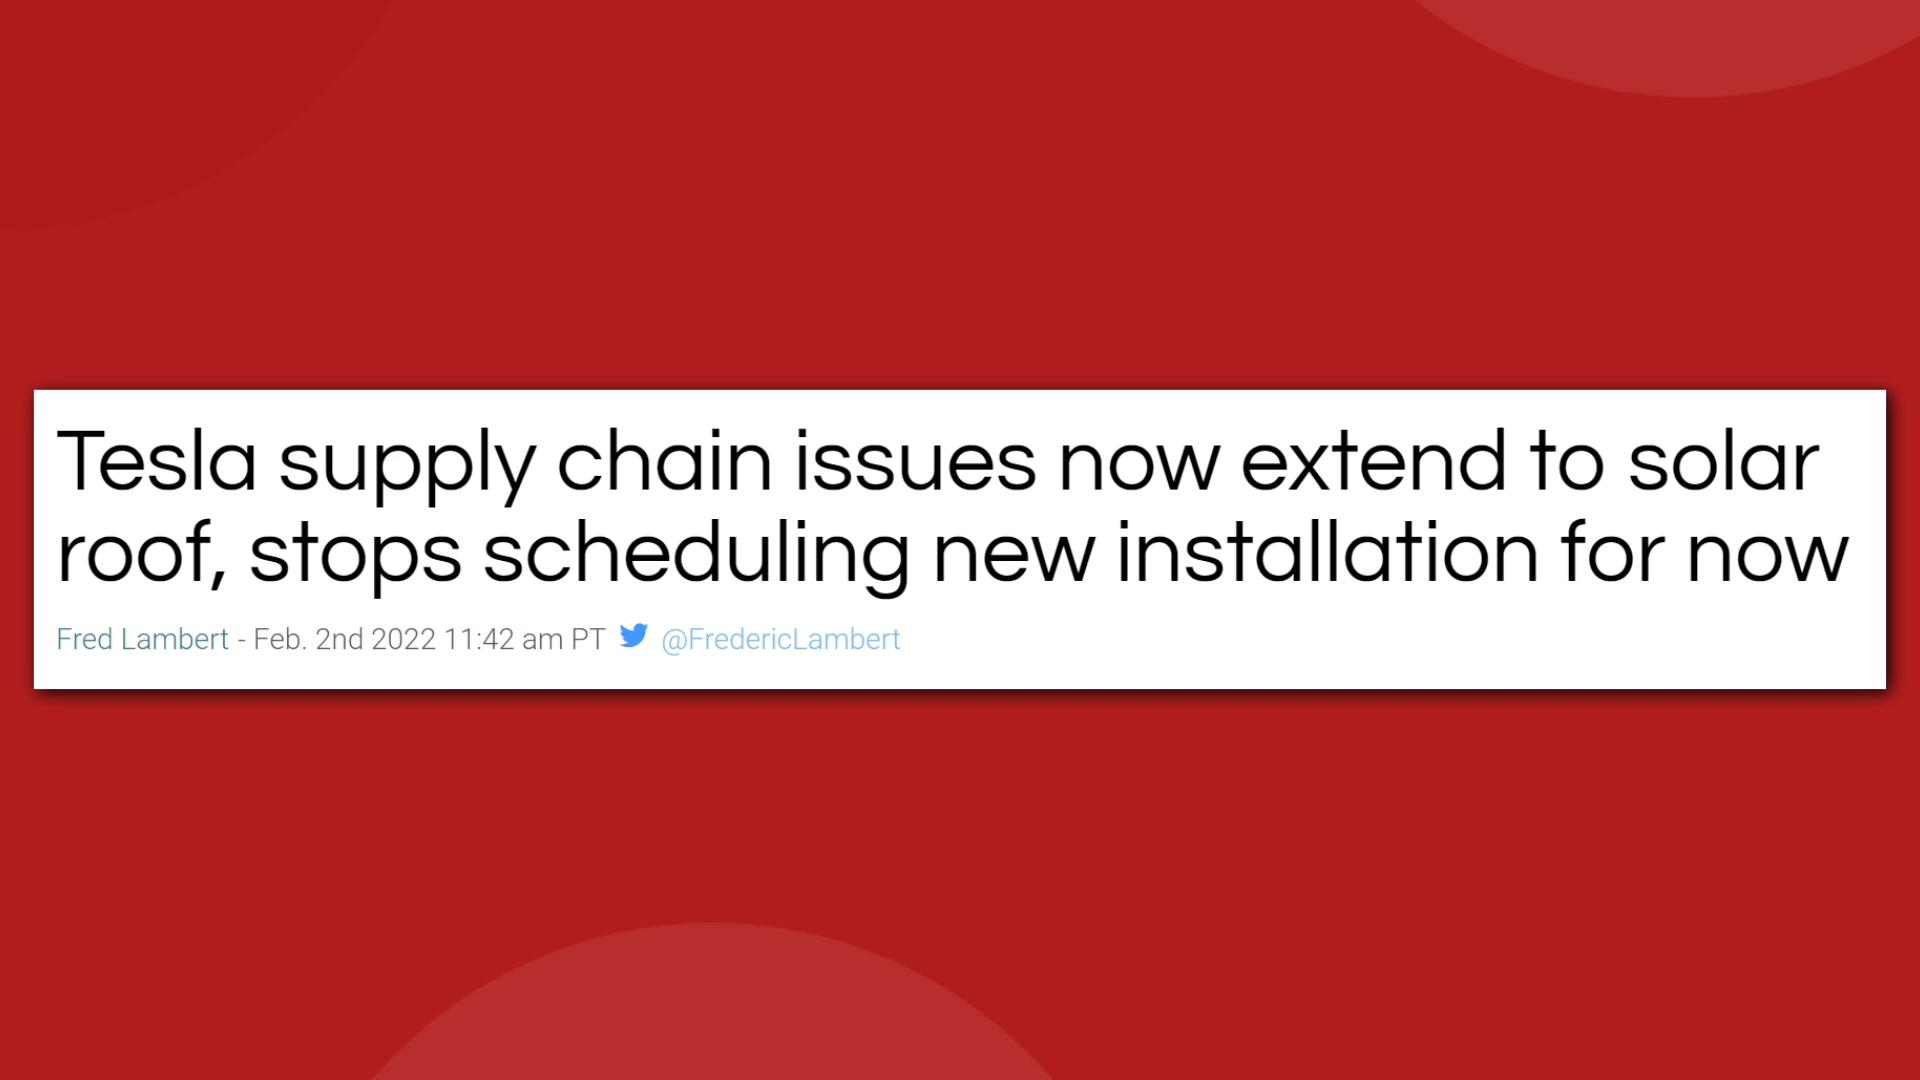 Tesla supply chain issues now extend to solar
roof, stops scheduling new installation for now
Fred Lambert - Feb. 2nd 2022 11:42 am PT @FredericLambert